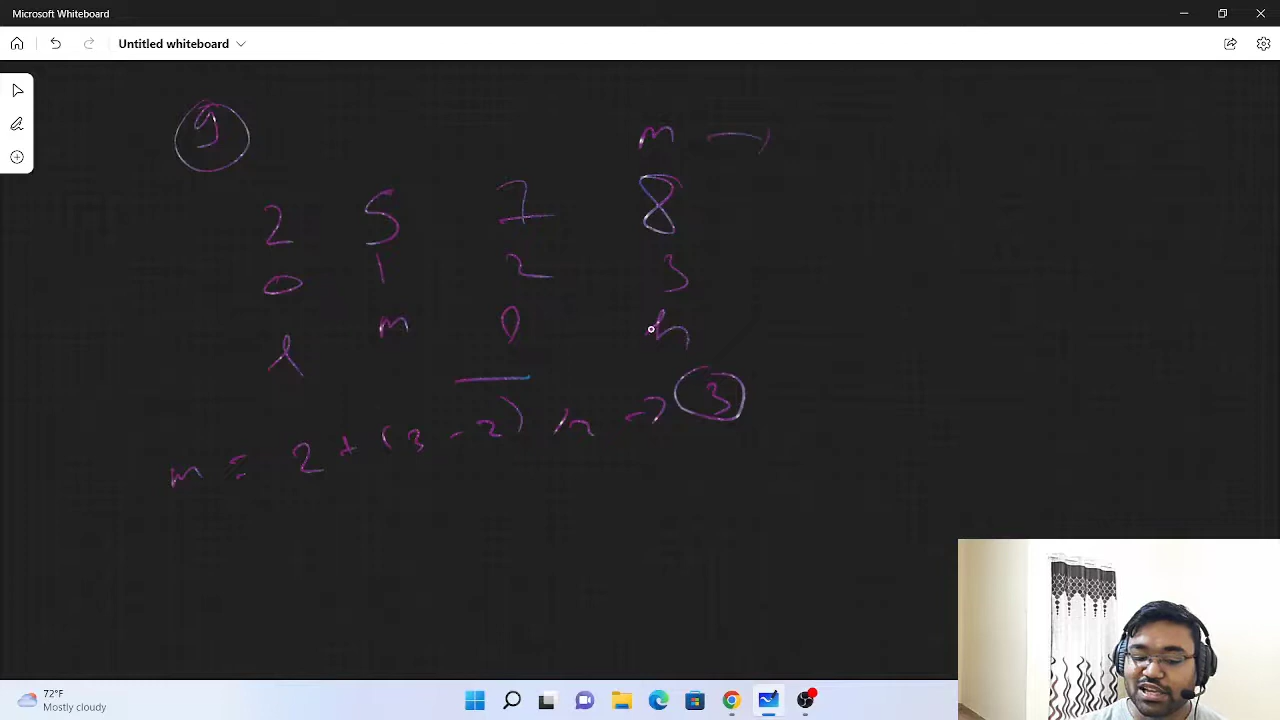 Microsoft Whiteboard
Untitled whiteboard
9
m →
2 5 7 8
0 1 2 3
m
m = 2 + (3 - 2) / 2 → 3
72°F
Mostly cloudy